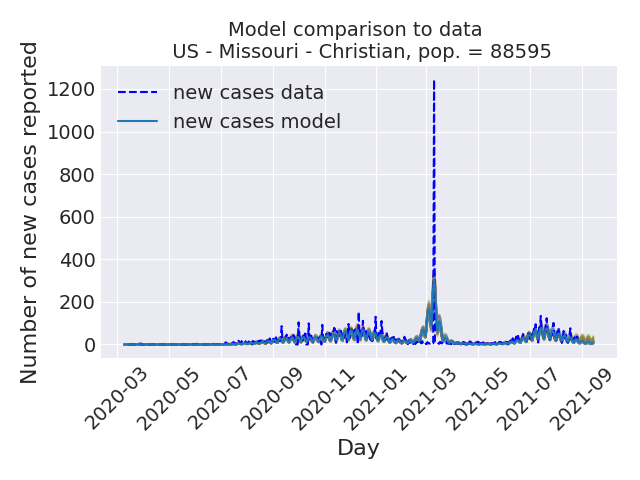 Model comparison to data
US - Missouri - Christian, pop. = 88595
Number of new cases reported
1200
1000
800
600
400
200
0
new cases data
new cases model
2020-03
2020-05
2020-07
2020-09
2020-11
2021-01
2021-03
2021-05
2021-07
2021-09
Day